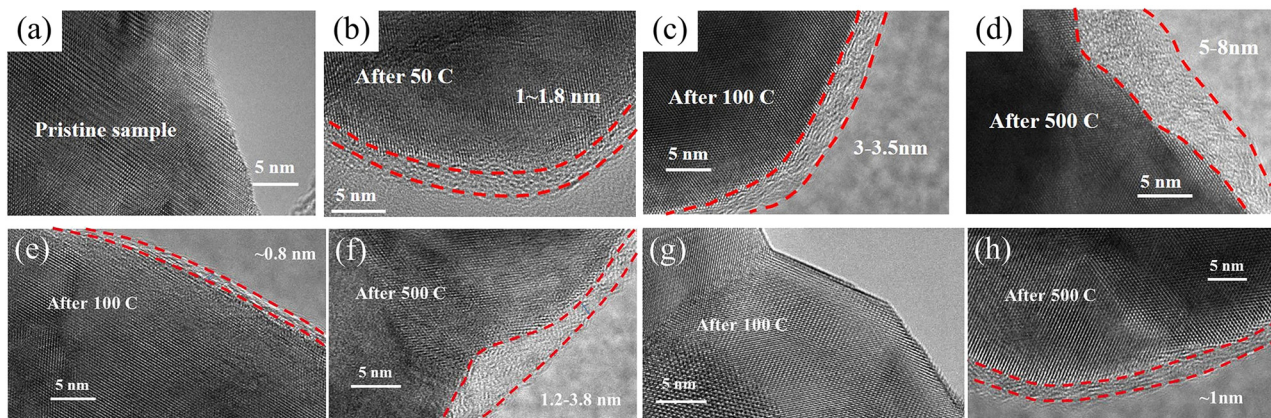 (a)
Pristine sample
5 nm
(b)
After 50 C
1~1.8 nm
5 nm
(c)
After 100 C
5 nm
3-3.5nm
(d)
5-8nm
After 500 C
5 nm
(e)
~0.8 nm
After 100 C
5 nm
(f)
After 500 C
5 nm
1.2-3.8 nm
(g)
After 100 C
5 nm
(h)
5 nm
After 500 C
~1nm